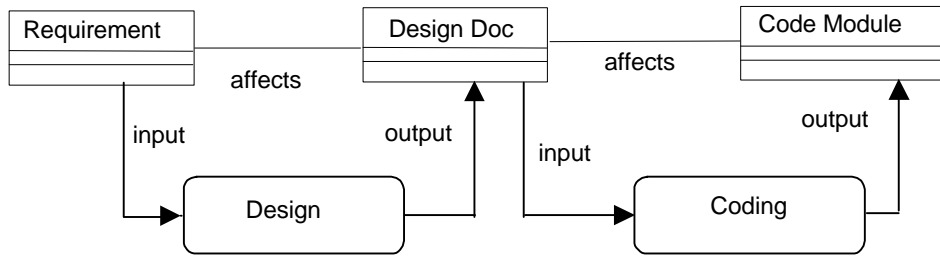 Requirement
Design Doc
Code Module
affects
affects
input
output
input
output
Design
Coding